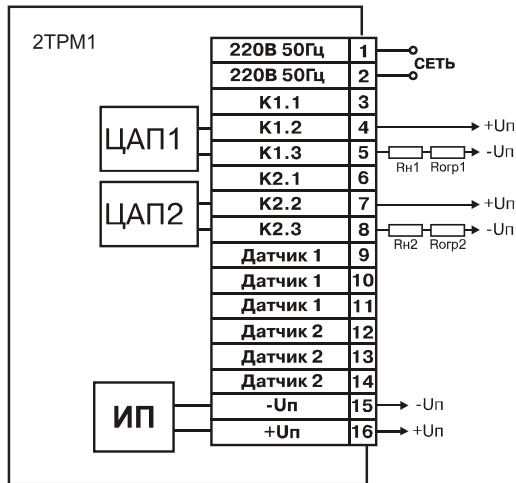 2ТРМ1
220В 50Гц 1
СЕТЬ
220В 50Гц 2
К1.1 3
ЦАП1
К1.2 4 +Uп
К1.3 5 -Uп
Rн1 Rогр1
К2.1 6
ЦАП2
К2.2 7 +Uп
К2.3 8 -Uп
Rн2 Rогр2
Датчик 1 9
Датчик 1 10
Датчик 1 11
Датчик 2 12
Датчик 2 13
Датчик 2 14
ИП
-Uп 15 -Uп
+Uп 16 +Uп